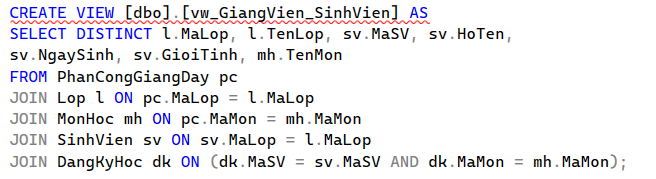 CREATE VIEW [dbo].[vw_GiangVien_SinhVien] AS
SELECT DISTINCT l.MaLop, l.TenLop, sv.MaSV, sv.HoTen,
sv.NgaySinh, sv.GioiTinh, mh.TenMon
FROM PhanCongGiangDay pc
JOIN Lop l ON pc.MaLop = l.MaLop
JOIN MonHoc mh ON pc.MaMon = mh.MaMon
JOIN SinhVien sv ON sv.MaLop = l.MaLop
JOIN DangKyHoc dk ON (dk.MaSV = sv.MaSV AND dk.MaMon = mh.MaMon);